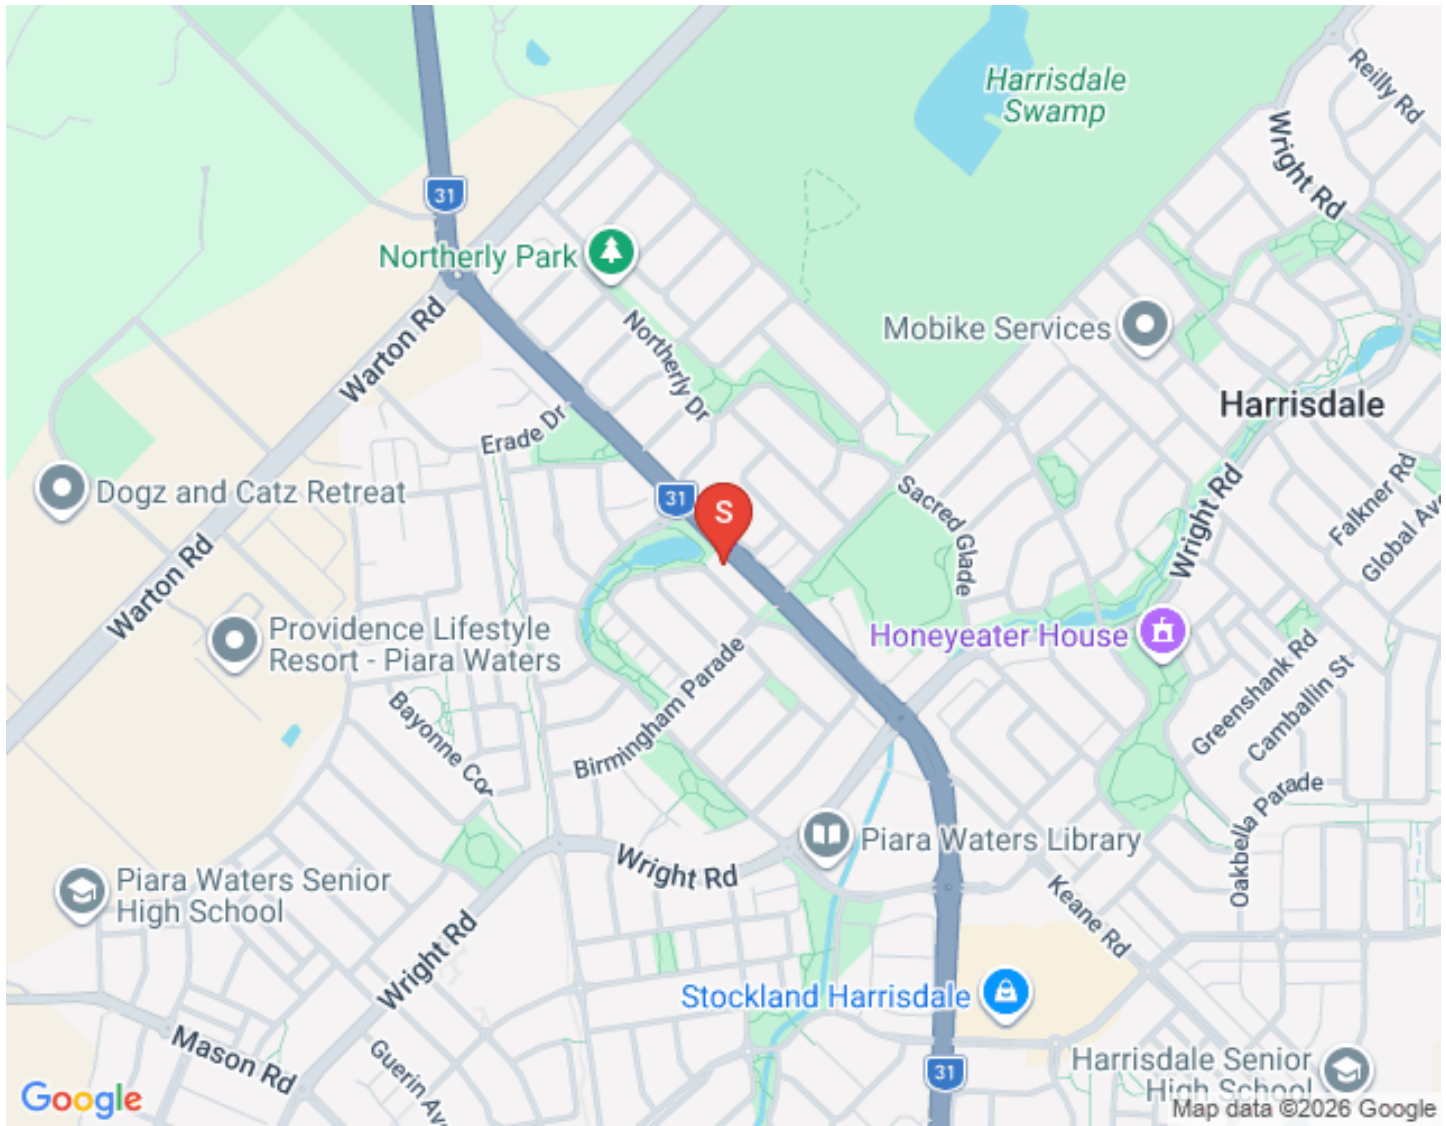 Harrisdale
Swamp
Reilly Rd
Wright Rd
31
Northerly Park
Warton Rd
Northerly Dr
Mobike Services
Harrisdale
Erade Dr
Dogz and Catz Retreat
31
S
Sacred Glade
Wright Rd
Falkner Rd
Global Ave
Warton Rd
Providence Lifestyle
Resort - Piara Waters
Honeyeater House
Greenshank Rd
Camballin St
Bayonne Cor
Birmingham Parade
Oakbella Parade
Piara Waters Library
Wright Rd
Piara Waters Senior
High School
Keane Rd
Wright Rd
Stockland Harrisdale
Mason Rd
Guerin Av
31
Harrisdale Senior
High School
Google
Map data ©2026 Google